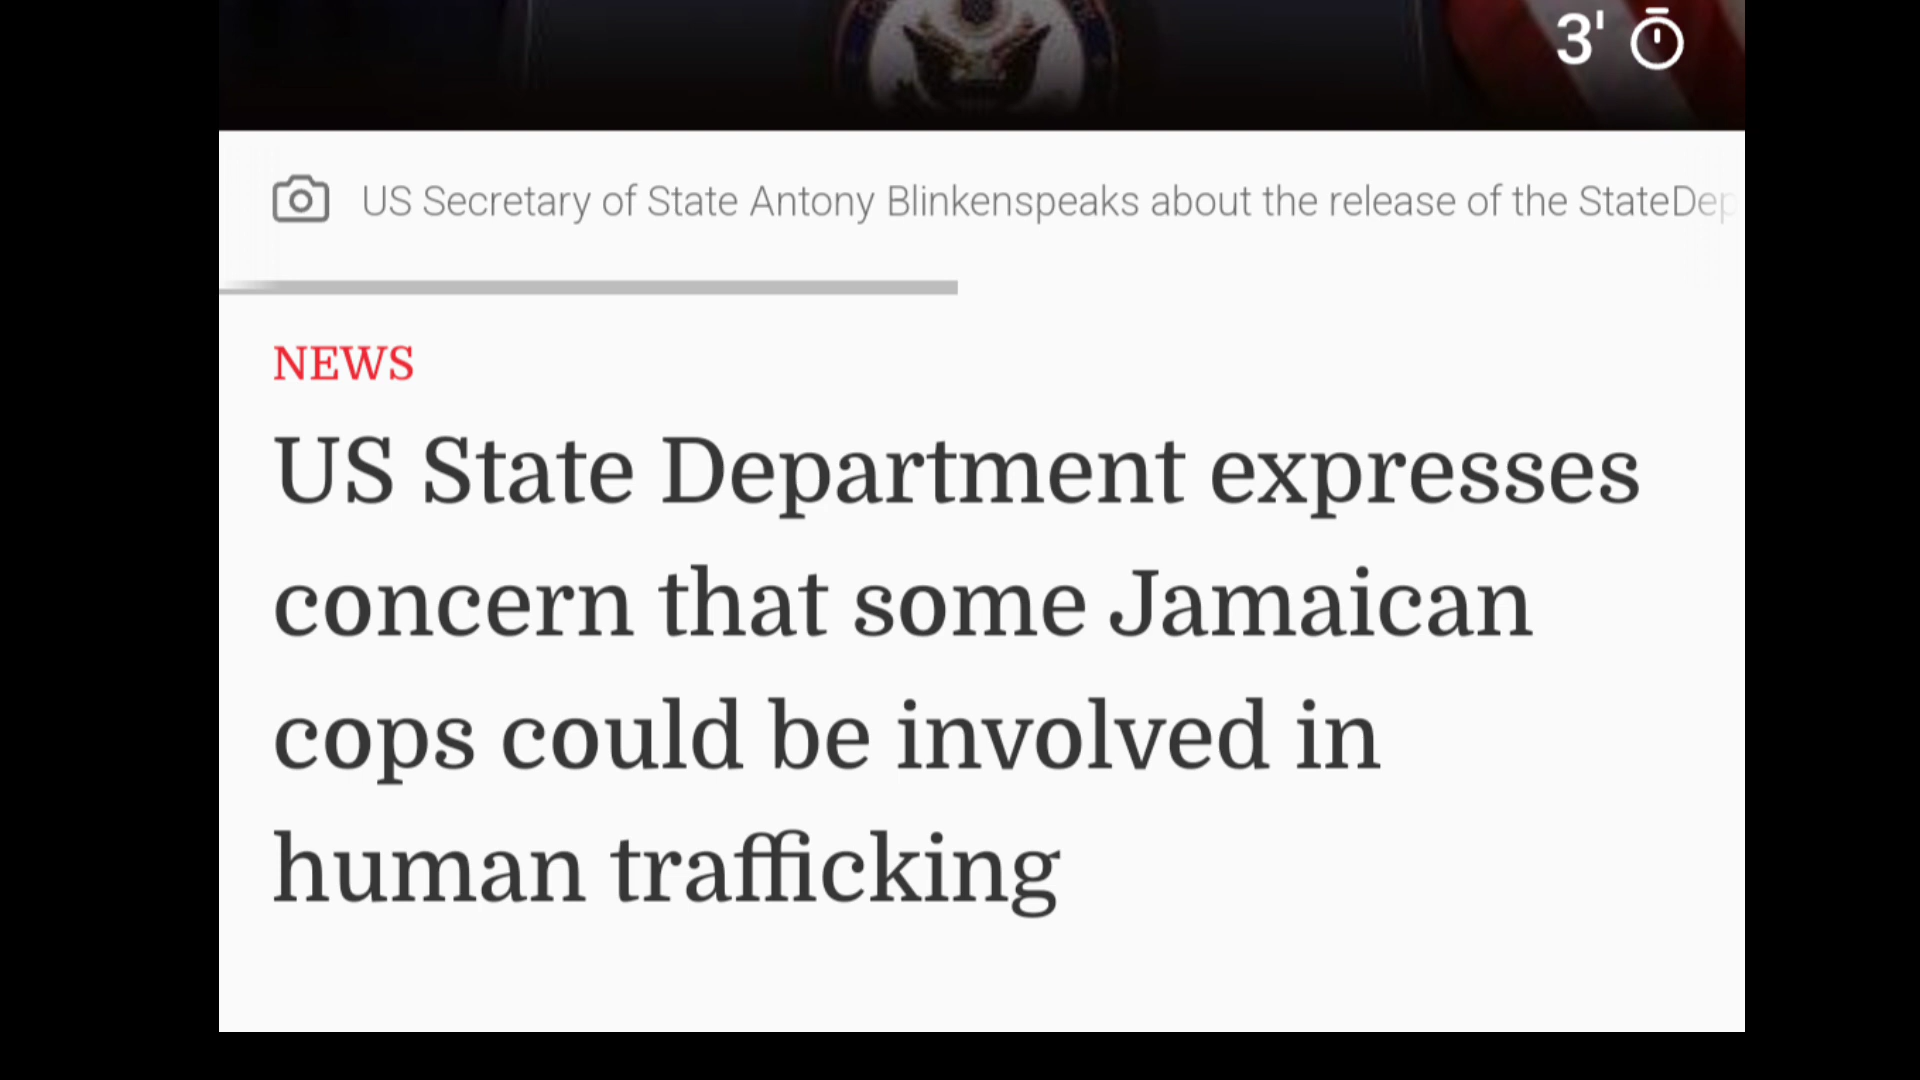 3'
US Secretary of State Antony Blinkenspeaks about the release of the StateDep
NEWS
US State Department expresses
concern that some Jamaican
cops could be involved in
human trafficking